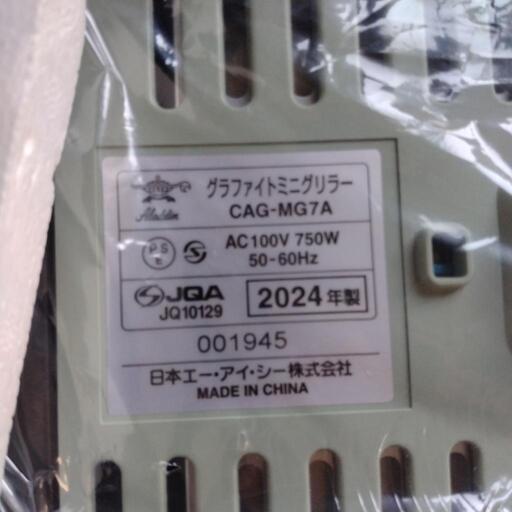 Aladdin
グラファイトミニグリラー
CAG-MG7A
PS
E
AC100V 750W
50-60Hz
JQA
JQ10129
2024年製
001945
日本エー・アイ・シー株式会社
MADE IN CHINA